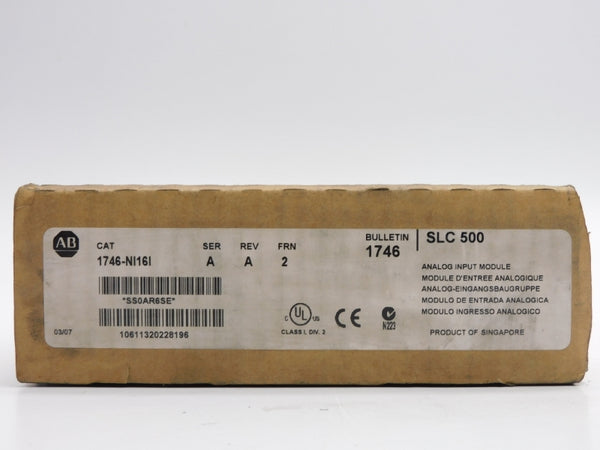 AB
CAT SER REV FRN
1746-NI16I A A 2
*SS0AR6SE*
03/07
10611320228196
C UL US
CLASS I, DIV. 2
CE
N223
BULLETIN
1746
SLC 500
ANALOG INPUT MODULE
MODULE D'ENTREE ANALOGIQUE
ANALOG-EINGANGSBAUGRUPPE
MODULO DE ENTRADA ANALOGICA
MODULO INGRESSO ANALOGICO
PRODUCT OF SINGAPORE